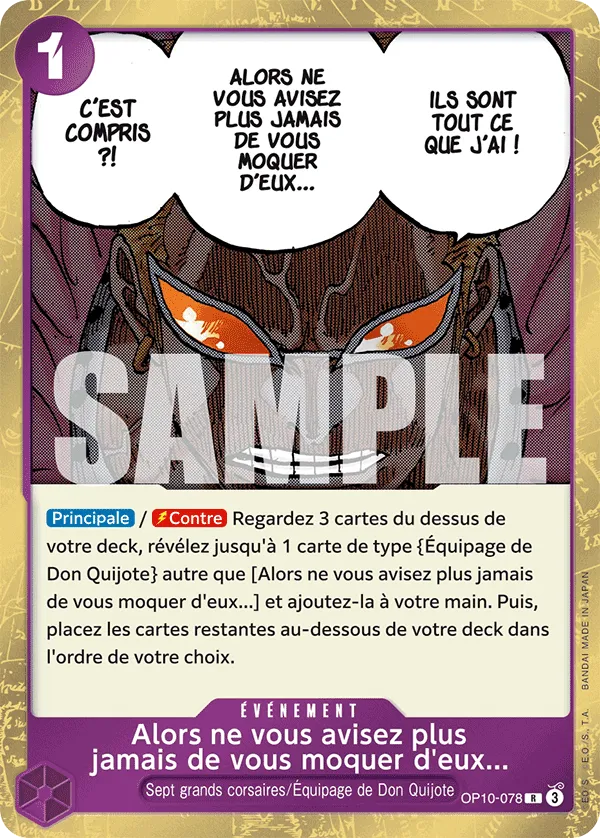 1
C'EST
COMPRIS
?!
ALORS NE
VOUS AVISEZ
PLUS JAMAIS
DE VOUS
MOQUER
D'EUX...
ILS SONT
TOUT CE
QUE J'AI !
SAMPLE
Principale / Contre Regardez 3 cartes du dessus de
votre deck, révélez jusqu'à 1 carte de type {Équipage de
Don Quijote} autre que [Alors ne vous avisez plus jamais
de vous moquer d'eux...] et ajoutez-la à votre main. Puis,
placez les cartes restantes au-dessous de votre deck dans
l'ordre de votre choix.
ÉVÉNEMENT
Alors ne vous avisez plus
jamais de vous moquer d'eux...
Sept grands corsaires/Équipage de Don Quijote
OP10-078 R 3
E.O.S., T.A. BANDAI MADE IN JAPAN